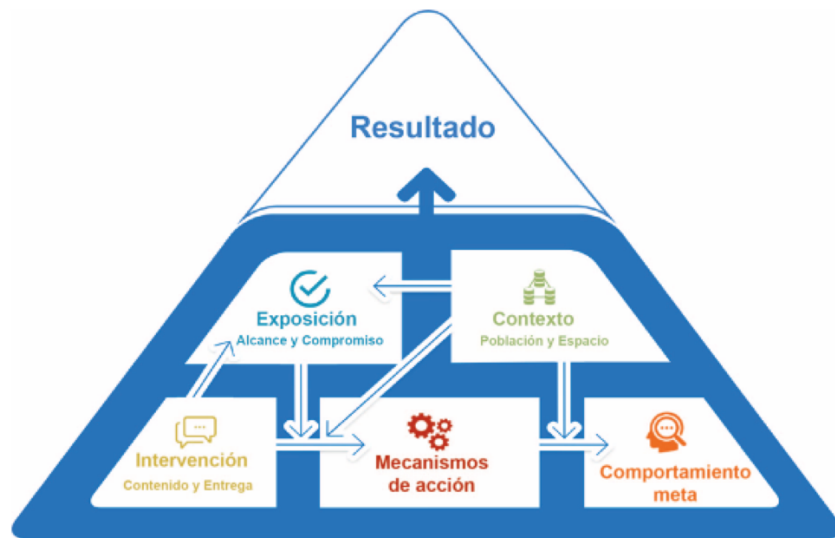 Resultado
Exposición
Alcance y Compromiso
Contexto
Población y Espacio
Intervención
Contenido y Entrega
Mecanismos
de acción
Comportamiento
meta